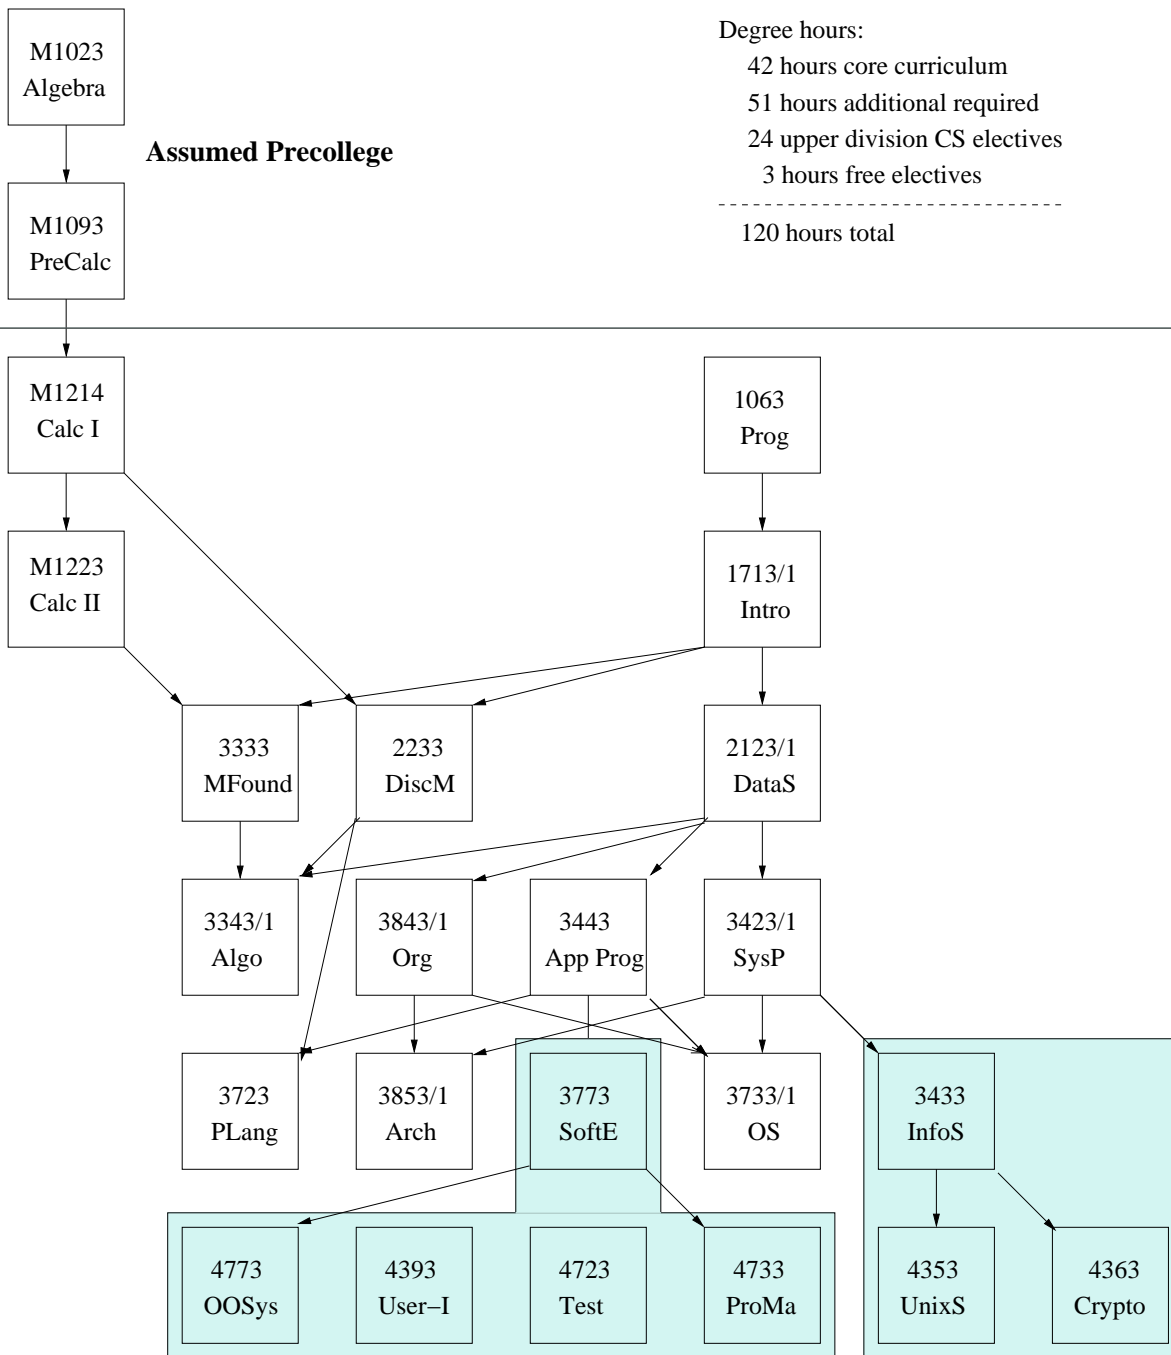 M1023
Algebra
Degree hours:
42 hours core curriculum
51 hours additional required
24 upper division CS electives
3 hours free electives
120 hours total
Assumed Precollege
M1093
PreCalc
M1214
Calc I
1063
Prog
M1223
Calc II
1713/1
Intro
3333
MFound
2233
DiscM
2123/1
DataS
3343/1
Algo
3843/1
Org
3443
App Prog
3423/1
SysP
3723
PLang
3853/1
Arch
3773
SoftE
3733/1
OS
3433
InfoS
4773
OOSys
4393
User−I
4723
Test
4733
ProMa
4353
UnixS
4363
Crypto